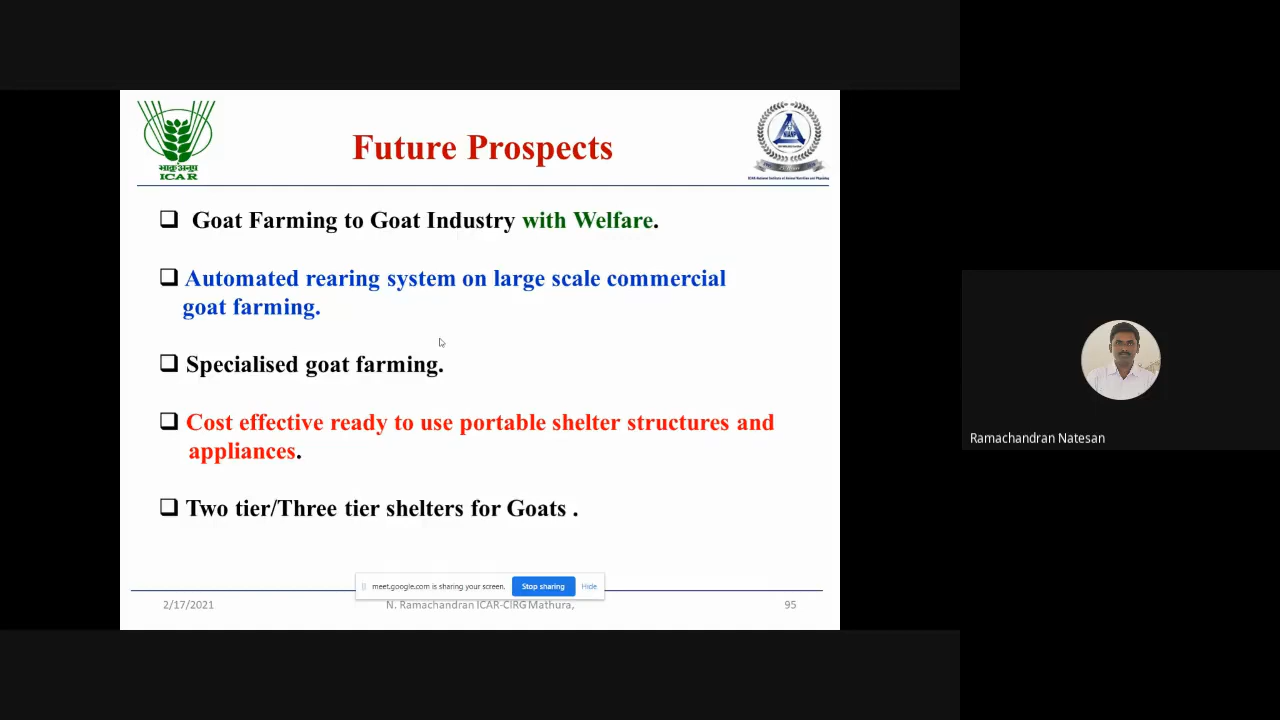 भाकृअनुप
ICAR
Future Prospects
NIANP
Goat Farming to Goat Industry with Welfare.
Automated rearing system on large scale commercial
goat farming.
Specialised goat farming.
Cost effective ready to use portable shelter structures and
appliances.
Two tier/Three tier shelters for Goats .
meet.google.com is sharing your screen. Stop sharing Hide
2/17/2021 N. Ramachandran ICAR-CIRG Mathura, 95
Ramachandran Natesan